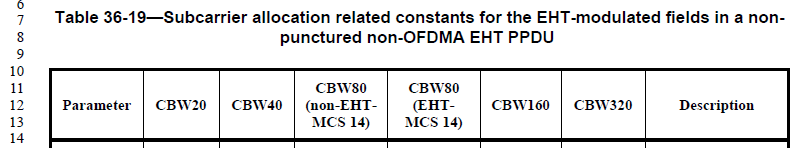 6
7 Table 36-19—Subcarrier allocation related constants for the EHT-modulated fields in a non-
8 punctured non-OFDMA EHT PPDU
9
10
11 CBW80 CBW80
12 Parameter CBW20 CBW40 (non-EHT- (EHT- CBW160 CBW320 Description
13 MCS 14) MCS 14)
14